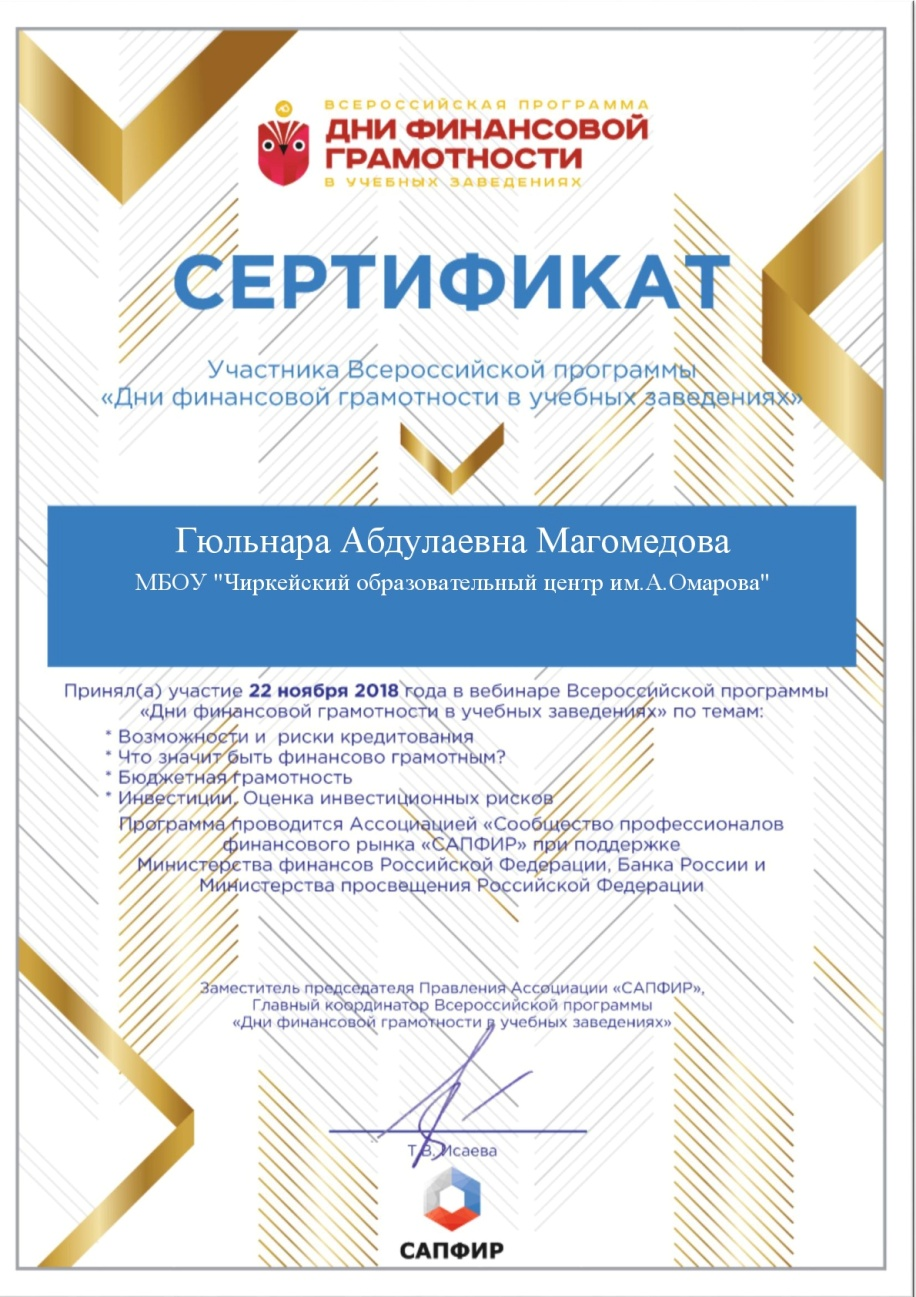 ВСЕРОССИЙСКАЯ ПРОГРАММА
ДНИ ФИНАНСОВОЙ
ГРАМОТНОСТИ
В УЧЕБНЫХ ЗАВЕДЕНИЯХ
СЕРТИФИКАТ
Участника Всероссийской программы
«Дни финансовой грамотности в учебных заведениях»
Гюльнара Абдулаевна Магомедова
МБОУ "Чиркейский образовательный центр им.А.Омарова"
Принял(а) участие 22 ноября 2018 года в вебинаре Всероссийской программы
«Дни финансовой грамотности в учебных заведениях» по темам:
* Возможности и риски кредитования
* Что значит быть финансово грамотным?
* Бюджетная грамотность
* Инвестиции. Оценка инвестиционных рисков
Программа проводится Ассоциацией «Сообщество профессионалов
финансового рынка «САПФИР» при поддержке
Министерства финансов Российской Федерации, Банка России и
Министерства просвещения Российской Федерации
Заместитель председателя Правления Ассоциации «САПФИР»,
Главный координатор Всероссийской программы
«Дни финансовой грамотности в учебных заведениях»
Т.В. Исаева
САПФИР